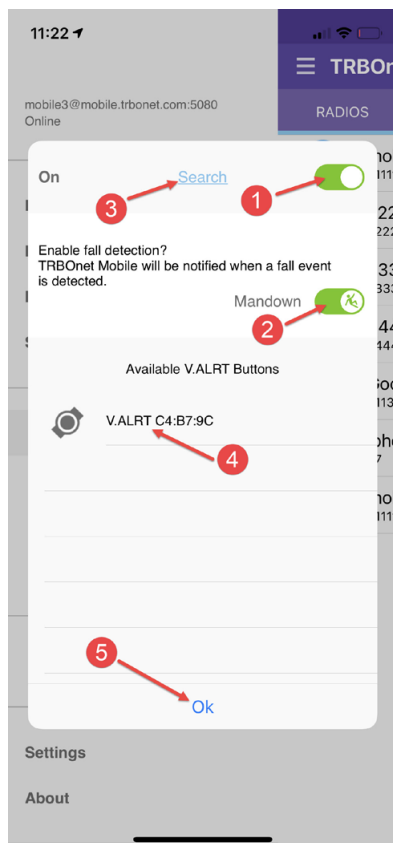 11:22
TRBOn
mobile3@mobile.trbonet.com:5080
Online
RADIOS
On
Search
1
3
Enable fall detection?
TRBOnet Mobile will be notified when a fall event
is detected.
Mandown
2
Available V.ALRT Buttons
V.ALRT C4:B7:9C
4
5
Ok
Settings
About